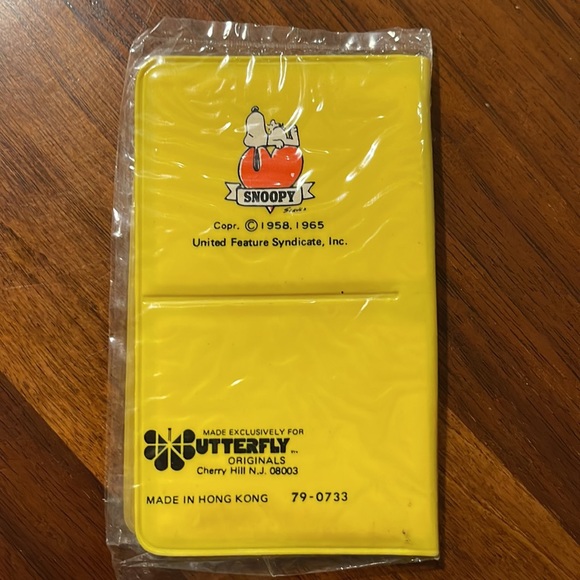 SNOOPY
Copr. © 1958, 1965
United Feature Syndicate, Inc.
MADE EXCLUSIVELY FOR
BUTTERFLY
ORIGINALS
Cherry Hill N.J. 08003
MADE IN HONG KONG 79-0733